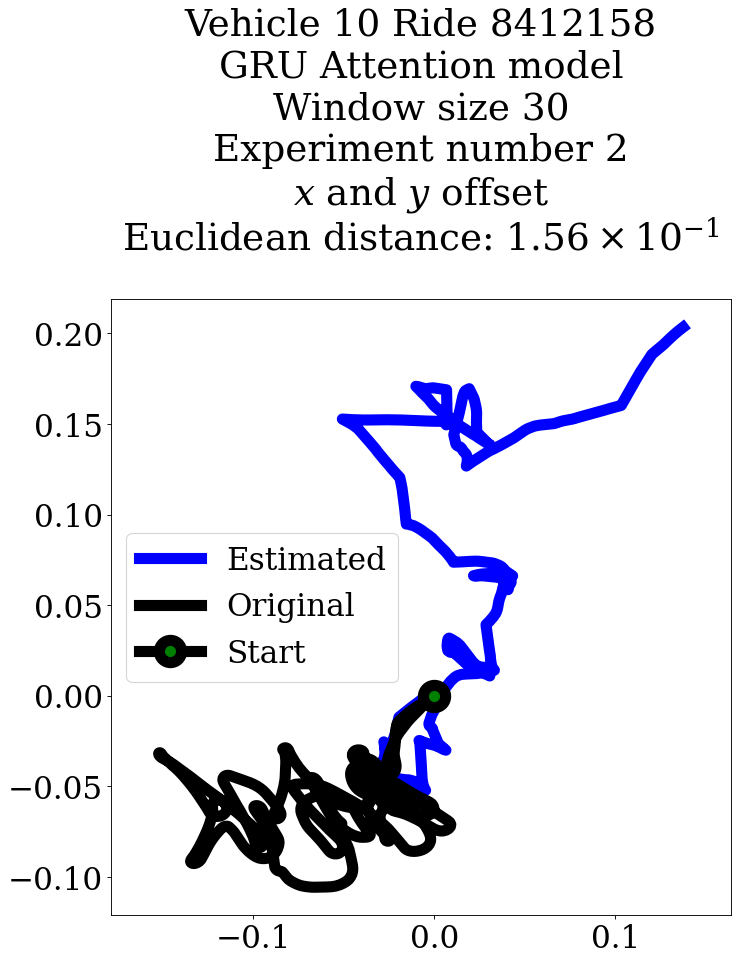 Vehicle 10 Ride 8412158
GRU Attention model
Window size 30
Experiment number 2
x and y offset
Euclidean distance: 1.56 × 10⁻¹
0.20
0.15
0.10
0.05
0.00
−0.05
−0.10
Estimated
Original
Start
−0.1
0.0
0.1